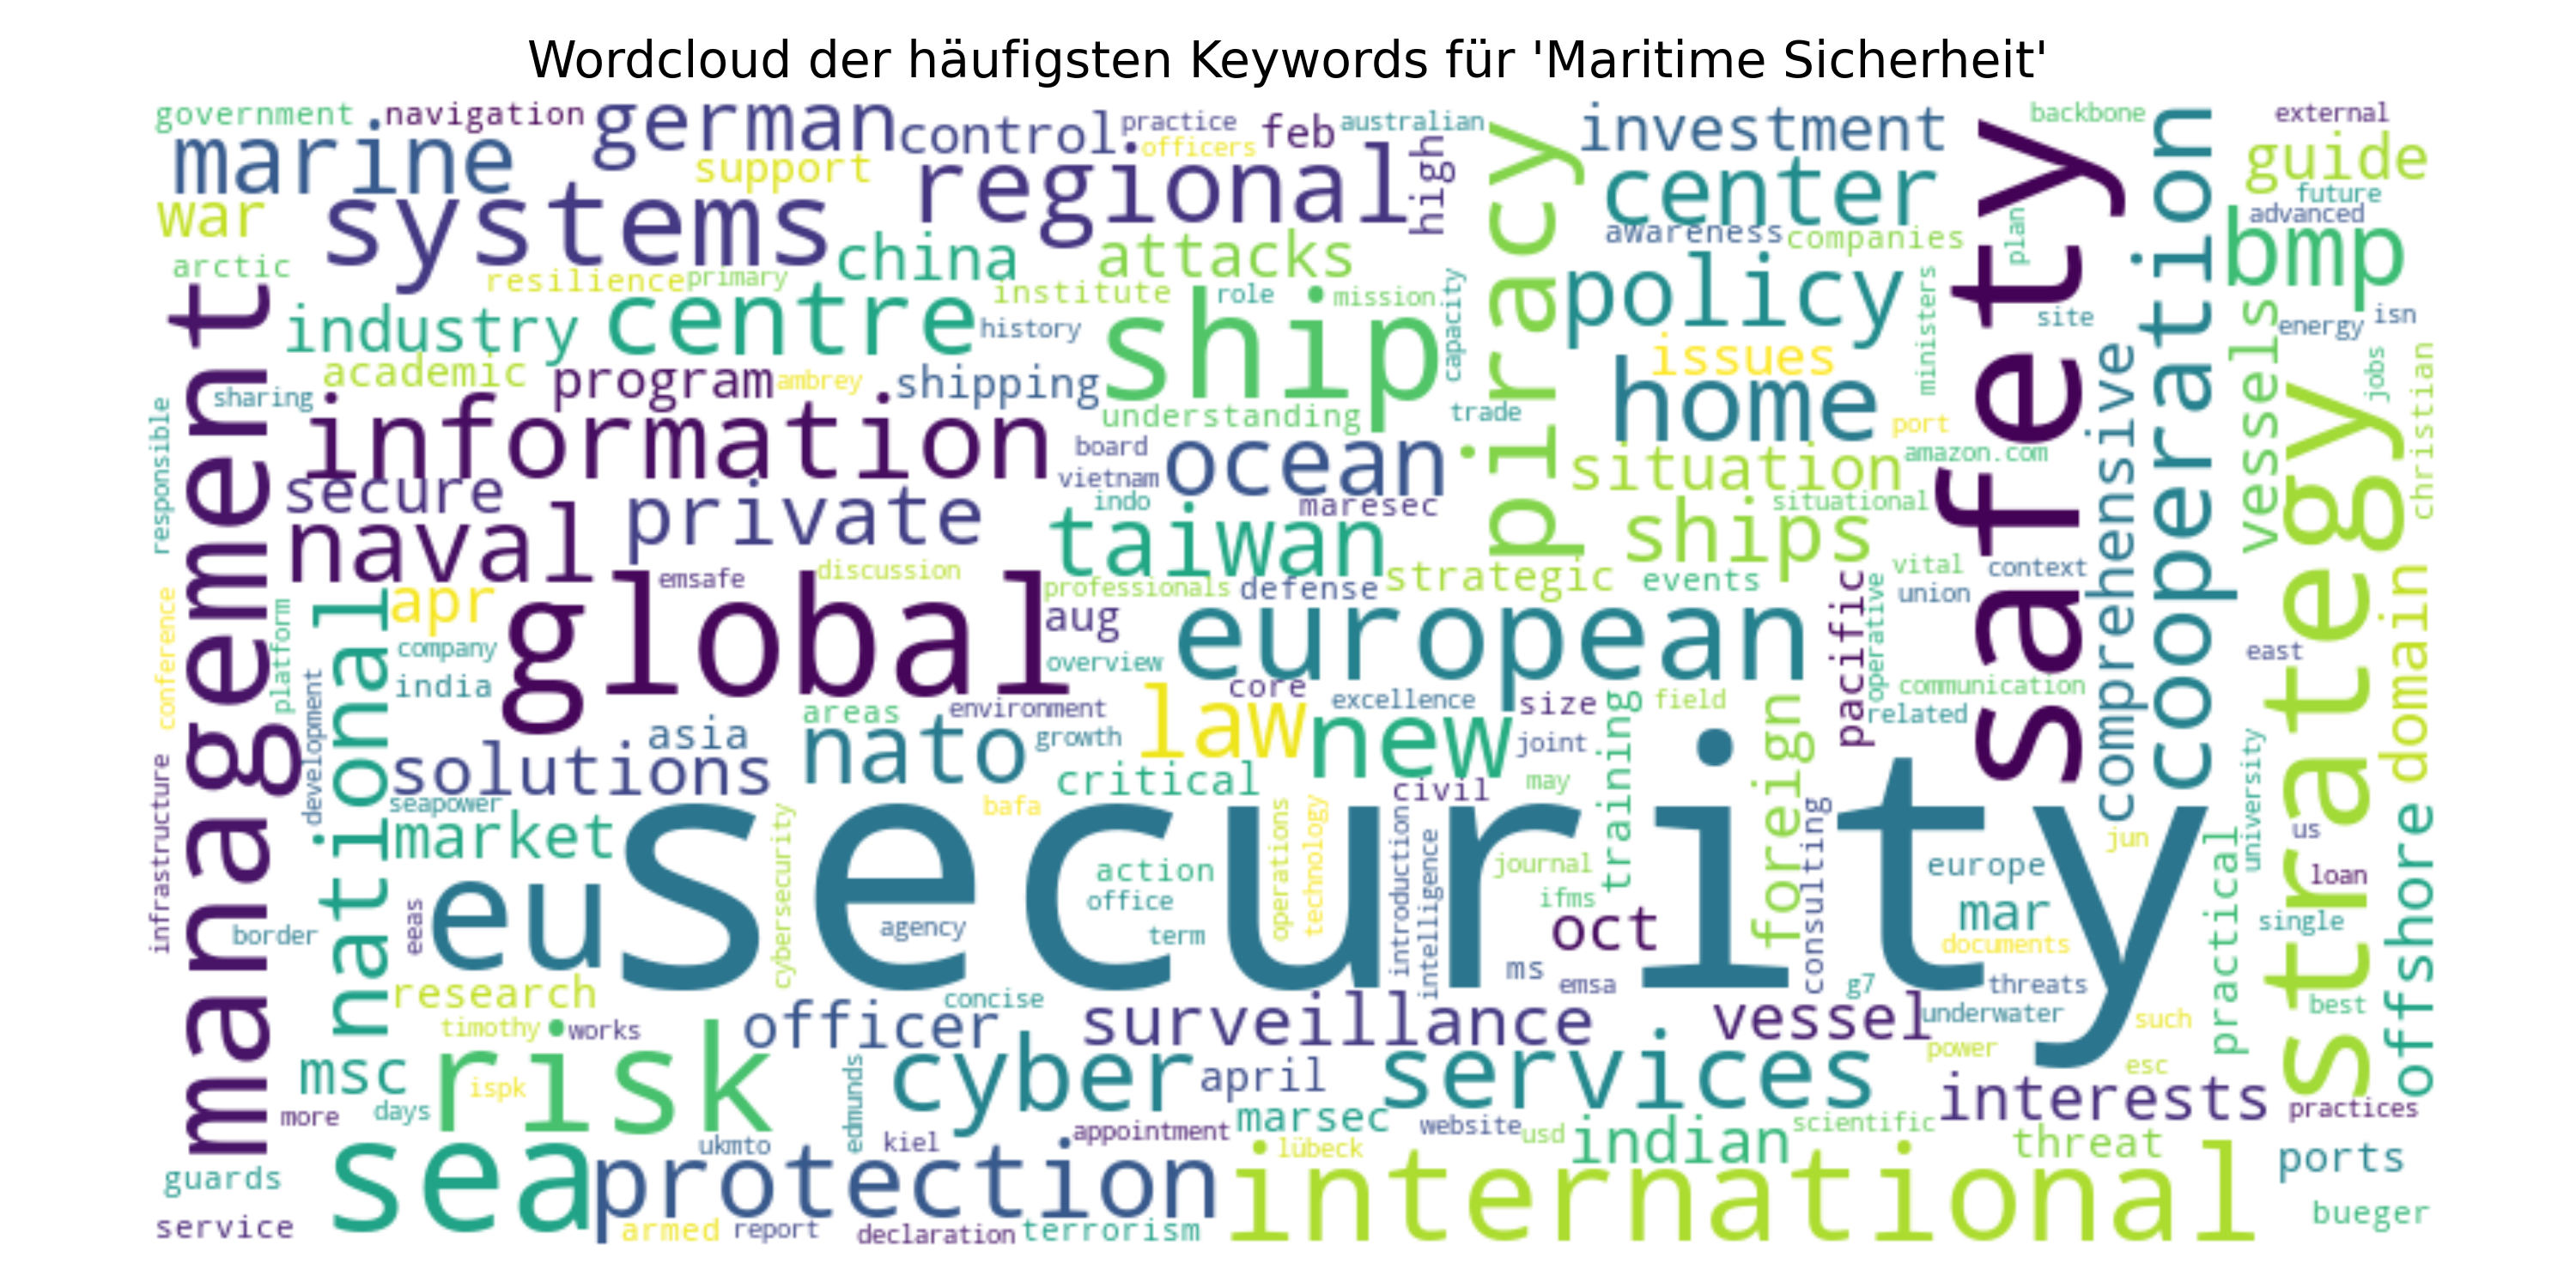 Wordcloud der häufigsten Keywords für 'Maritime Sicherheit'
government navigation german control practice feb australian investment backbone external
marine support officers high piracy center safety cooperation guide
war systems regional awareness companies plan future advanced bmp
arctic resilience primary china attacks policy ministers
management industry centre institute role mission capacity site energy isn
history ship issues vessels jobs christian
academic program ambrey shipping home comprehensive strategy
sharing information understanding trade port
responsible secure board ocean situation amazon.com
vietnam indo maresec situational
naval private taiwan ships
emsafe discussion professionals defense strategic events vital context
conference platform national apr global aug european pacific operative union domain
company overview east
india core excellence size training field communication
infrastructure development asia areas environment law new joint foreign related university
solutions nato growth critical may
seapower bafa civil
market cybersecurity security operations technology introduction intelligence journal consulting jun practical us offshore
eeas eu action ifms europe loan
border agency office term oct mar single
documents
research concise ms emsa g7 threats best
timothy works officer surveillance vessel underwater such
msc risk ispk edmunds cyber april services power esc
more days interests practices
ukmto kiel appointment marsec website usd indian scientific threat
guards sea protection lübeck international ports
service armed report declaration terrorism bueger